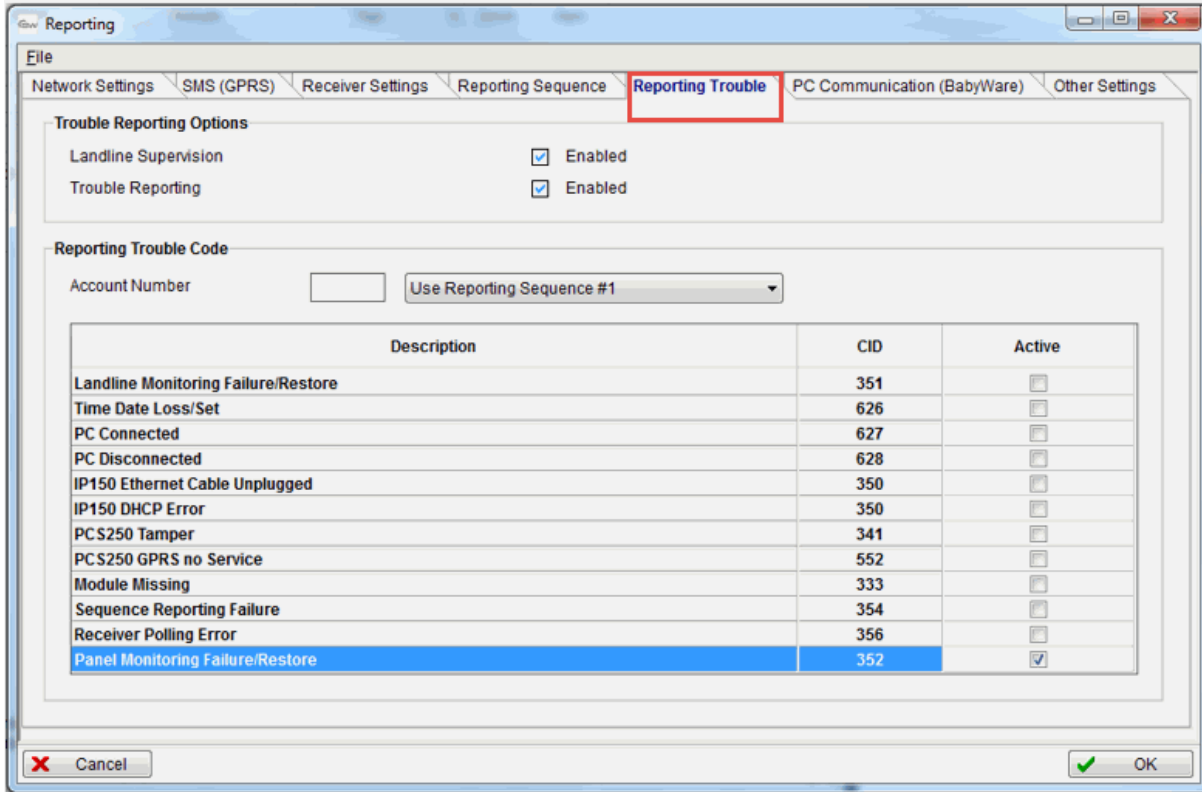 Reporting
File
Network Settings SMS (GPRS) Receiver Settings Reporting Sequence Reporting Trouble PC Communication (BabyWare) Other Settings
Trouble Reporting Options
Landline Supervision Enabled
Trouble Reporting Enabled
Reporting Trouble Code
Account Number Use Reporting Sequence #1
Description CID Active
Landline Monitoring Failure/Restore 351
Time Date Loss/Set 626
PC Connected 627
PC Disconnected 628
IP150 Ethernet Cable Unplugged 350
IP150 DHCP Error 350
PCS250 Tamper 341
PCS250 GPRS no Service 552
Module Missing 333
Sequence Reporting Failure 354
Receiver Polling Error 356
Panel Monitoring Failure/Restore 352
Cancel OK